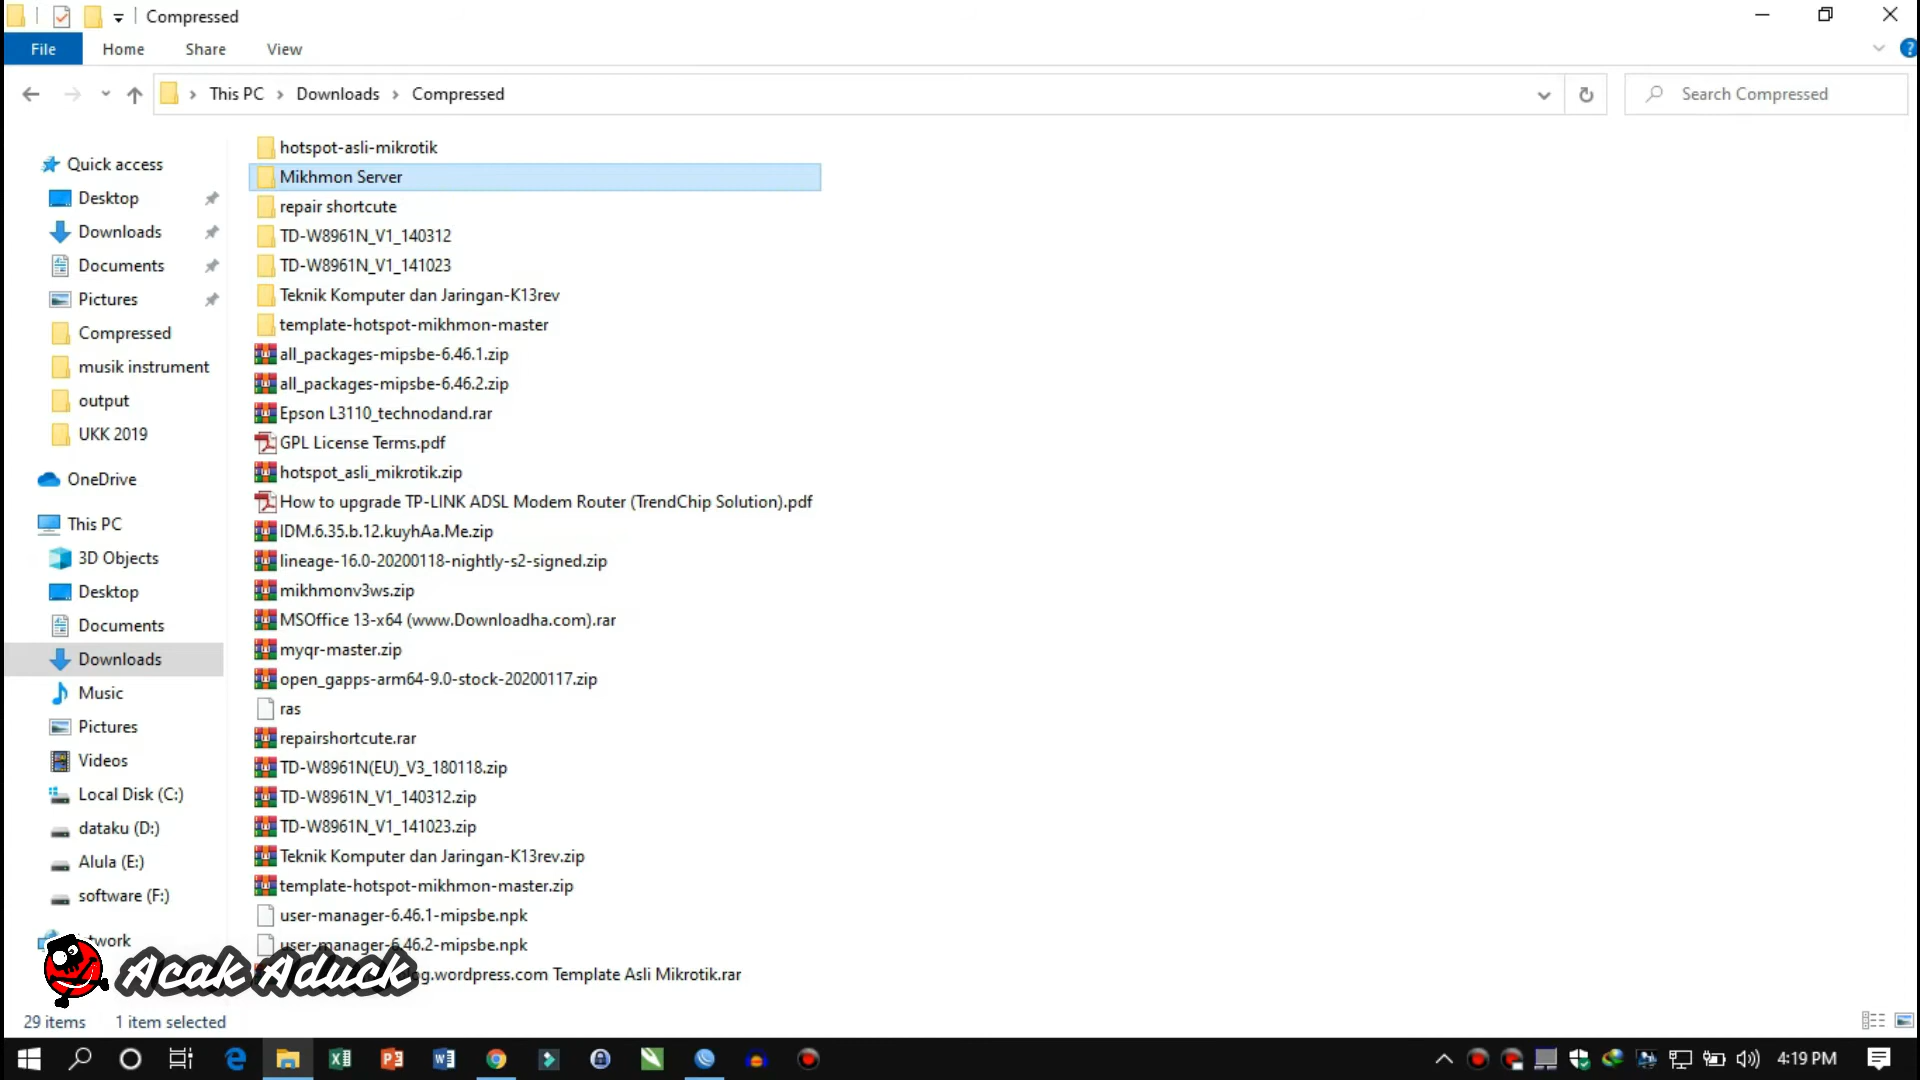 Compressed
File Home Share View
This PC Downloads Compressed
Search Compressed
Quick access
Desktop
Downloads
Documents
Pictures
Compressed
musik instrument
output
UKK 2019
OneDrive
This PC
3D Objects
Desktop
Documents
Downloads
Music
Pictures
Videos
Local Disk (C:)
dataku (D:)
Alula (E:)
software (F:)
twork
hotspot-asli-mikrotik
Mikhmon Server
repair shortcute
TD-W8961N_V1_140312
TD-W8961N_V1_141023
Teknik Komputer dan Jaringan-K13rev
template-hotspot-mikhmon-master
all_packages-mipsbe-6.46.1.zip
all_packages-mipsbe-6.46.2.zip
Epson L3110_technodand.rar
GPL License Terms.pdf
hotspot_asli_mikrotik.zip
How to upgrade TP-LINK ADSL Modem Router (TrendChip Solution).pdf
IDM.6.35.b.12.kuyhAa.Me.zip
lineage-16.0-20200118-nightly-s2-signed.zip
mikhmonv3ws.zip
MSOffice 13-x64 (www.Downloadha.com).rar
myqr-master.zip
open_gapps-arm64-9.0-stock-20200117.zip
ras
repairshortcute.rar
TD-W8961N(EU)_V3_180118.zip
TD-W8961N_V1_140312.zip
TD-W8961N_V1_141023.zip
Teknik Komputer dan Jaringan-K13rev.zip
template-hotspot-mikhmon-master.zip
user-manager-6.46.1-mipsbe.npk
user-manager-6.46.2-mipsbe.npk
og.wordpress.com Template Asli Mikrotik.rar
Acak Aduck
29 items 1 item selected
4:19 PM